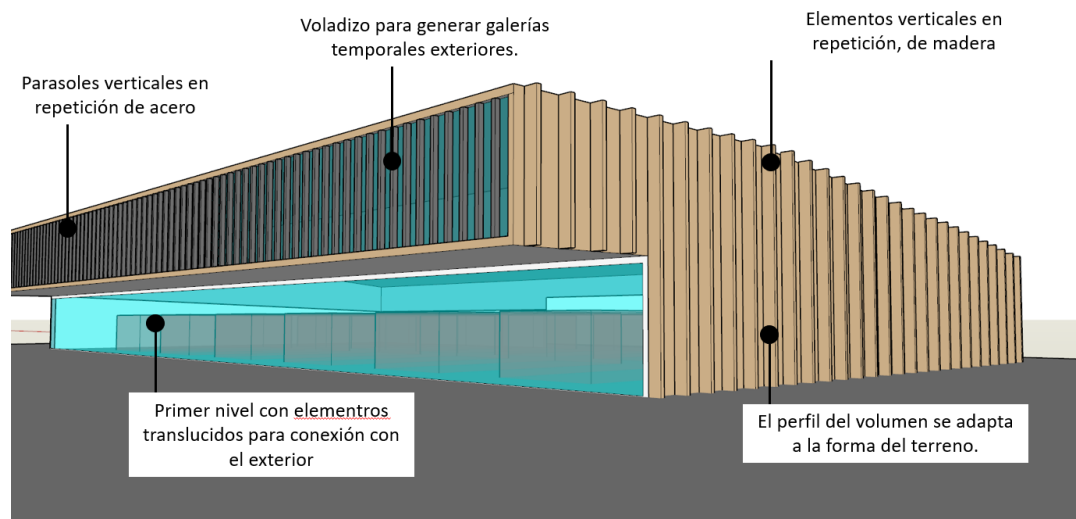 Voladizo para generar galerías
temporales exteriores.
Elementos verticales en
repetición, de madera
Parasoles verticales en
repetición de acero
Primer nivel con elementros
translucidos para conexión con
el exterior
El perfil del volumen se adapta
a la forma del terreno.